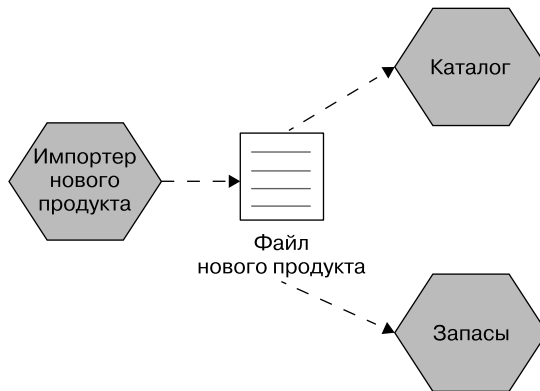 Импортер
нового
продукта
Файл
нового продукта
Каталог
Запасы